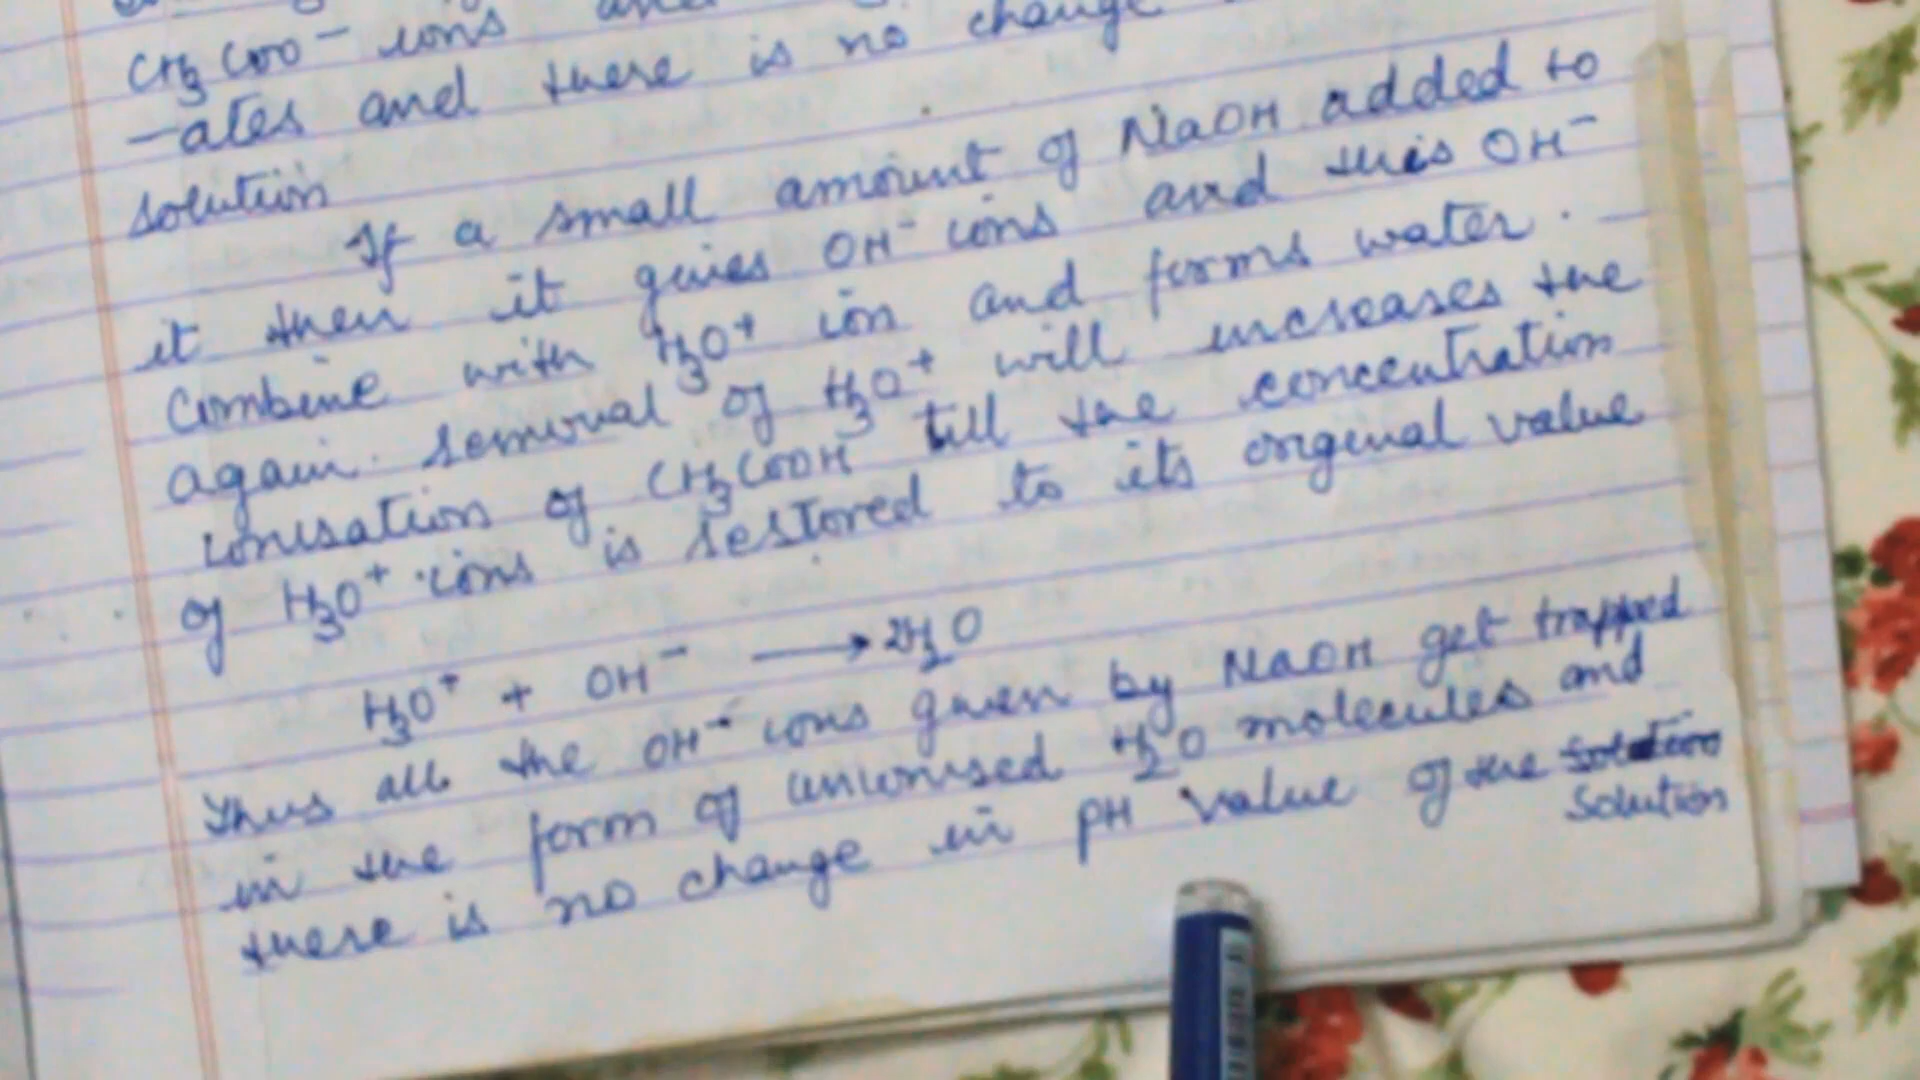 CH3COO⁻ ions and
-ates and there is no change
solution
If a small amount of NaOH added to
it then it gives OH⁻ ions and this OH⁻
combine with H3O⁺ ion and forms water.
again. removal of H3O⁺ will increases the
ionisation of CH3COOH till the concentration
of H3O⁺ ions is restored to its original value
H3O⁺ + OH⁻ → 2H2O
Thus all the OH⁻ ions given by NaOH get trapped
in the form of unionised H2O molecules and
there is no change in PH value of the solution
solution